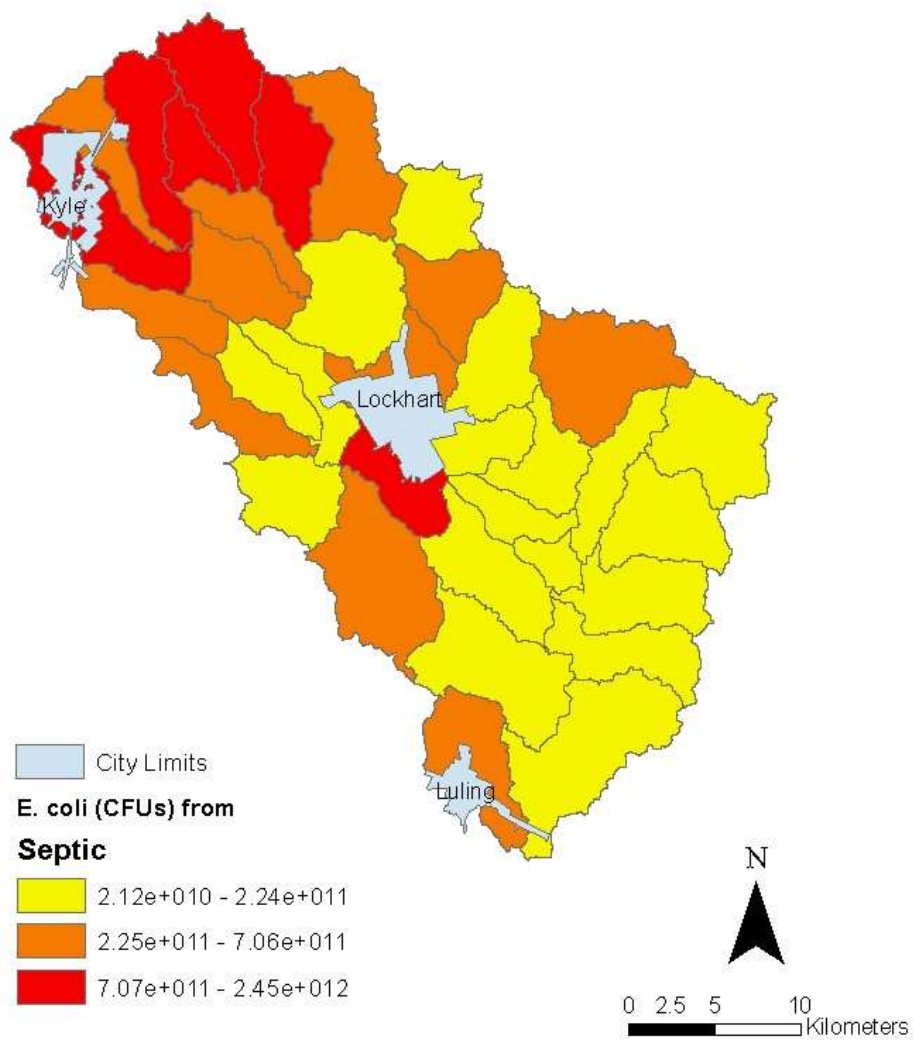 Kyle
Lockhart
Luling
City Limits
E. coli (CFUs) from
Septic
2.12e+010 - 2.24e+011
2.25e+011 - 7.06e+011
7.07e+011 - 2.45e+012
N
0 2.5 5 10
Kilometers